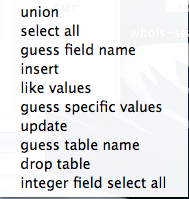 union
select all
guess field name
insert
like values
guess specific values
update
guess table name
drop table
integer field select all